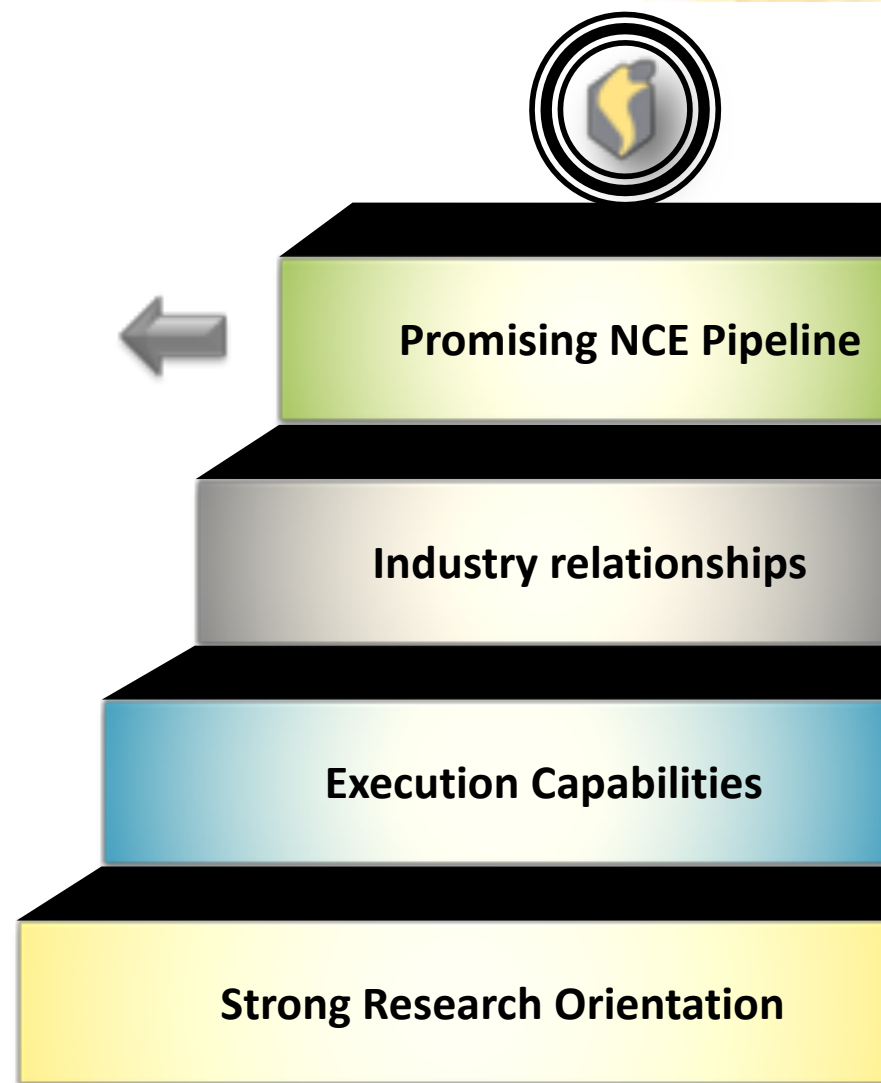 Promising NCE Pipeline
Industry relationships
Execution Capabilities
Strong Research Orientation